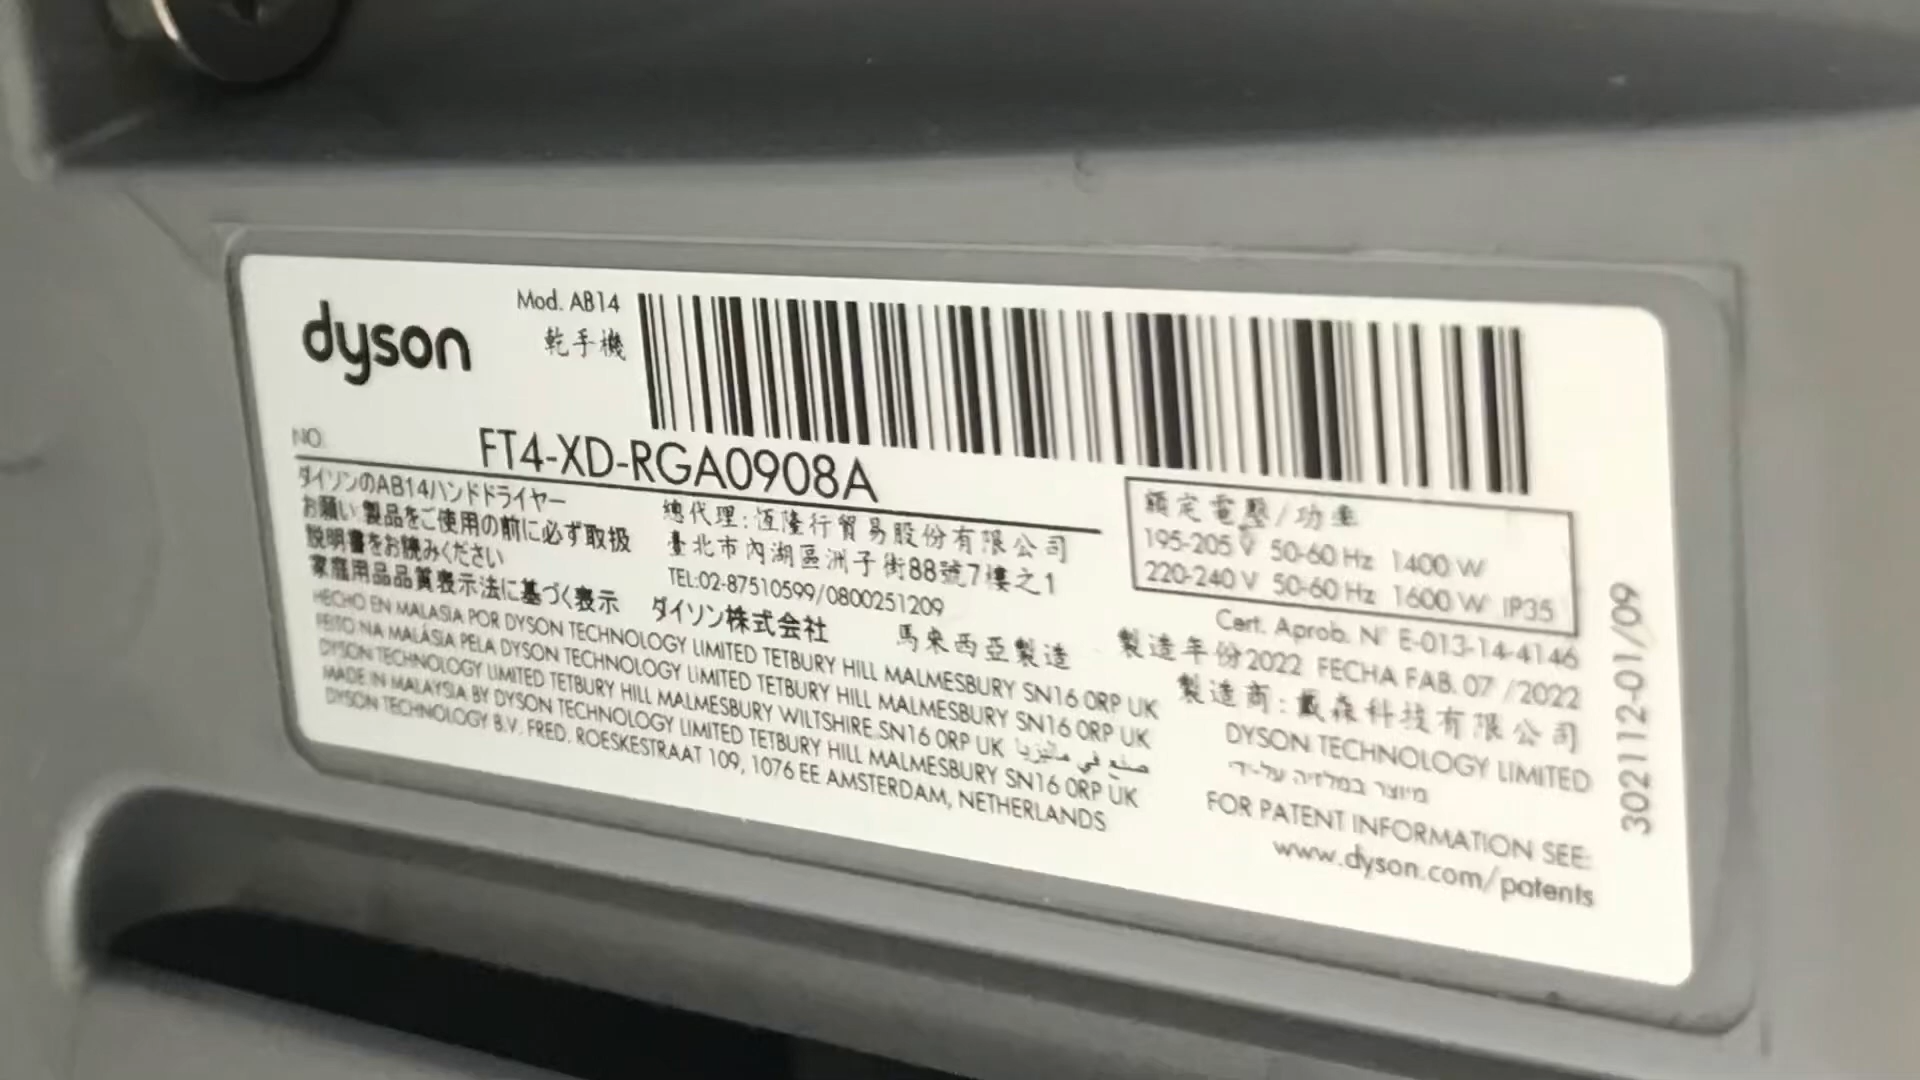 dyson
Mod. AB14
乾手機
NO.
FT4-XD-RGA0908A
ダイソンのAB14ハンドドライヤー
お願い 製品をご使用の前に必ず取扱
説明書をお読みください
家庭用品品質表示法に基づく表示
ダイソン株式会社
總代理:恆隆行貿易股份有限公司
臺北市內湖區洲子街88號7樓之1
TEL:02-87510599/0800251209
馬來西亞製造
額定電壓/功率
195-205 V 50-60 Hz 1400 W
220-240 V 50-60 Hz 1600 W IP35
Cert. Aprob. N° E-013-14-4146
製造年份2022 FECHA FAB. 07 /2022
製造商:戴森科技有限公司
DYSON TECHNOLOGY LIMITED
מיוצר במלזיה על-ידי
FOR PATENT INFORMATION SEE:
www.dyson.com/patents
HECHO EN MALASIA POR DYSON TECHNOLOGY LIMITED TETBURY HILL MALMESBURY SN16 0RP UK
FEITO NA MALÁSIA PELA DYSON TECHNOLOGY LIMITED TETBURY HILL MALMESBURY SN16 0RP UK
DYSON TECHNOLOGY LIMITED TETBURY HILL MALMESBURY WILTSHIRE SN16 0RP UK صنع في ماليزيا
MADE IN MALAYSIA BY DYSON TECHNOLOGY LIMITED TETBURY HILL MALMESBURY SN16 0RP UK
DYSON TECHNOLOGY B.V. FRED. ROESKESTRAAT 109, 1076 EE AMSTERDAM, NETHERLANDS
302112-01/09